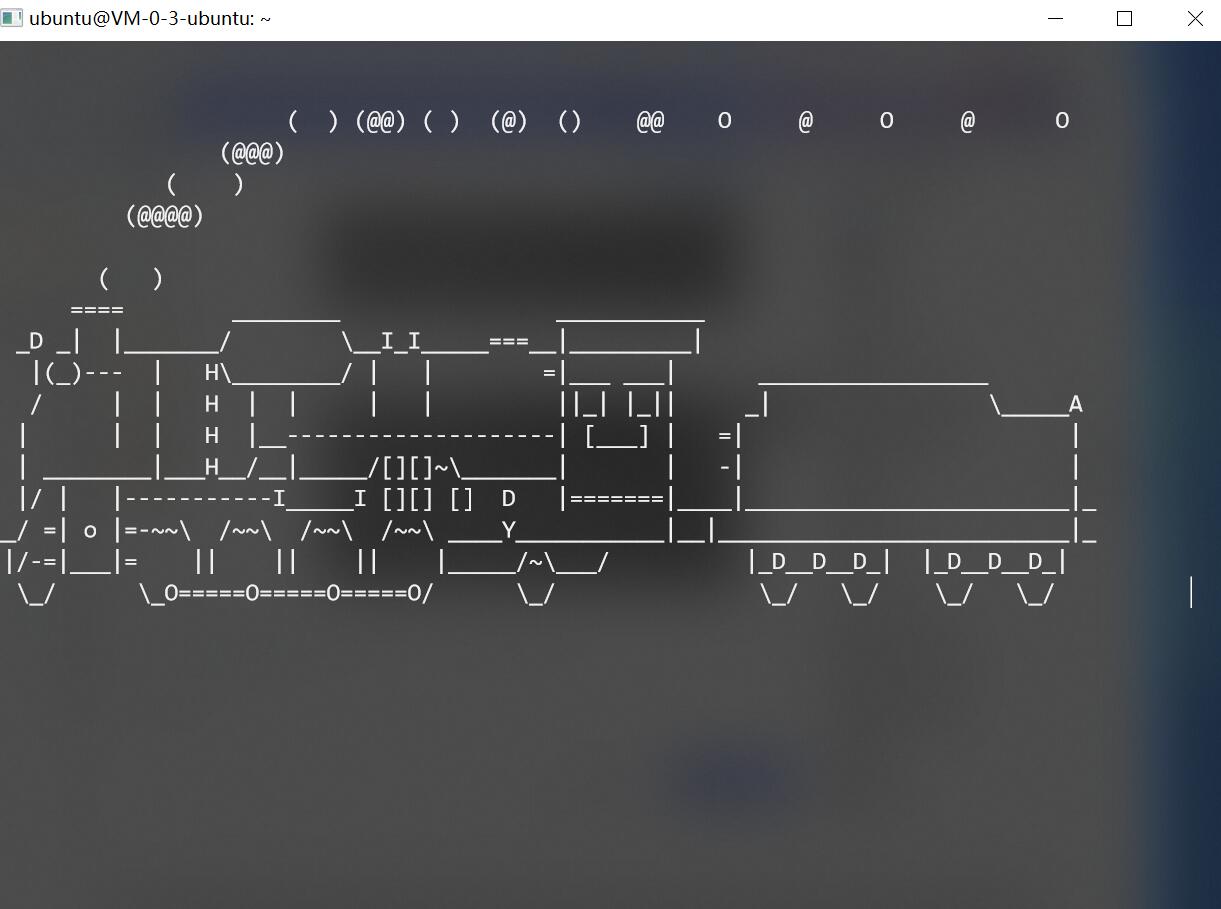 ubuntu@VM-0-3-ubuntu: ~
                      (  ) (@@) ( )  (@)  ()    @@    O     @     O     @      O
                 (@@@)
             (    )
          (@@@@)

        (   )
      ====        ________                ___________
  _D _|  |_______/        \__I_I_____===__|_________|
   |(_)---  |   H\________/ |   |        =|___ ___|      _________________
   /     |  |   H  |  |     |   |         ||_| |_||     _|                \_____A
  |      |  |   H  |__--------------------| [___] |   =|                        |
  | ________|___H__/__|_____/[][]~\_______|       |   -|                        |
  |/ |   |-----------I_____I [][] []  D   |=======|____|________________________|_
__/ =| o |=-~~\  /~~\  /~~\  /~~\ ____Y___________|__|__________________________|_
 |/-=|___|=    ||    ||    ||    |_____/~\___/          |_D__D__D_|  |_D__D__D_|
  \_/      \_O=====O=====O=====O/      \_/               \_/   \_/    \_/   \_/